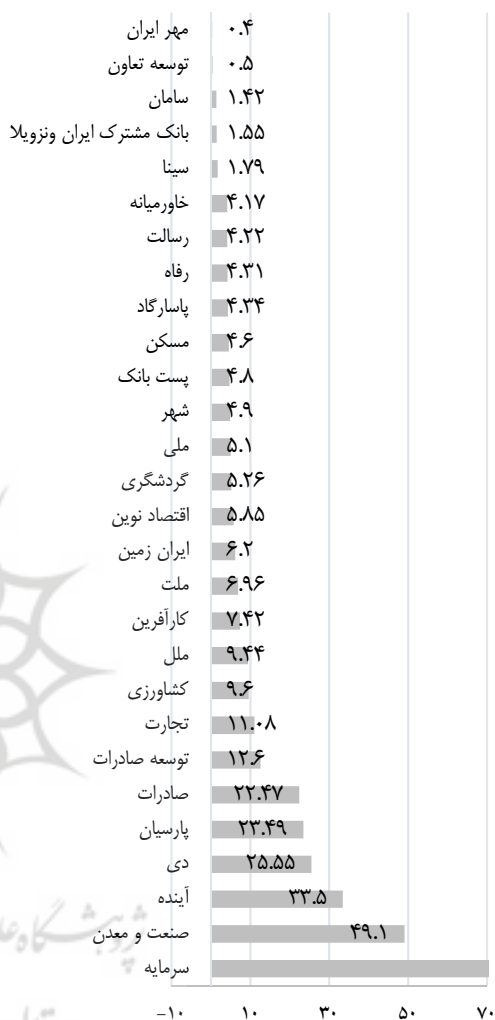 مهر ایران ۰.۴
توسعه تعاون ۰.۵
سامان ۱.۴۲
بانک مشترک ایران ونزویلا ۱.۵۵
سینا ۱.۷۹
خاورمیانه ۴.۱۷
رسالت ۴.۲۲
رفاه ۴.۳۱
پاسارگاد ۴.۳۴
مسکن ۴.۶
پست بانک ۴.۸
شهر ۴.۹
ملی ۵.۱
گردشگری ۵.۲۶
اقتصاد نوین ۵.۸۵
ایران زمین ۶.۲
ملت ۶.۹۶
کارآفرین ۷.۴۲
ملل ۹.۴۴
کشاورزی ۹.۶
تجارت ۱۱.۰۸
توسعه صادرات ۱۲.۶
صادرات ۲۲.۴۷
پارسیان ۲۳.۴۹
دی ۲۵.۵۵
آینده ۳۳.۵
صنعت و معدن ۴۹.۱
سرمایه
-۱۰ ۱۰ ۳۰ ۵۰ ۷۰